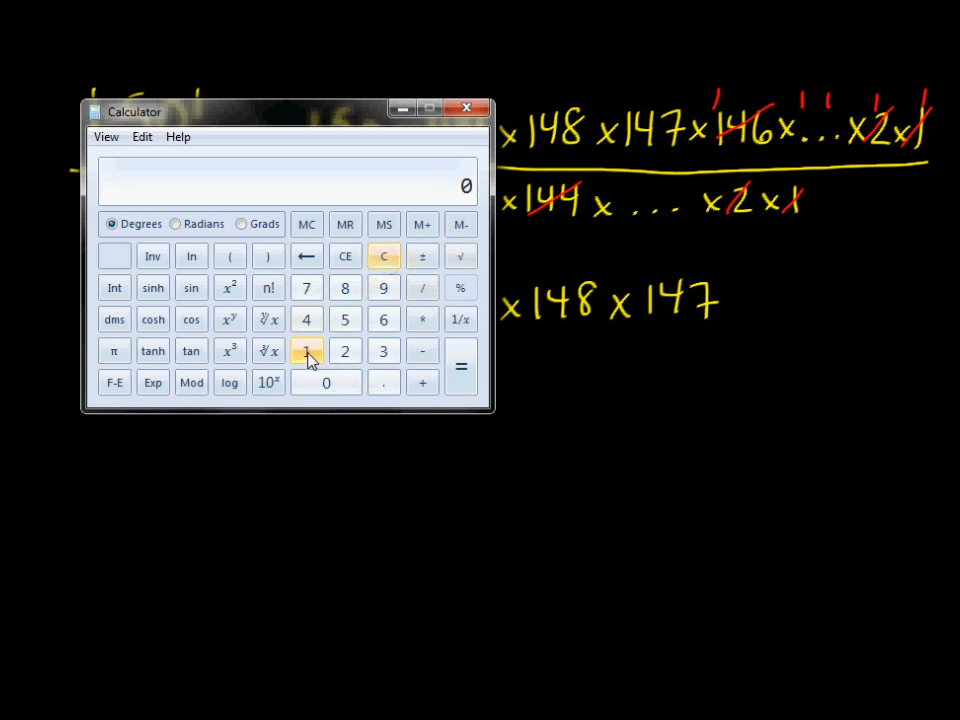 Calculator
View Edit Help
0
Degrees Radians Grads MC MR MS M+ M-
Inv ln ( ) ← CE C ± √
Int sinh sin x² n! 7 8 9 / %
dms cosh cos xʸ ʸ√x 4 5 6 * 1/x
π tanh tan x³ ³√x 1 2 3 - =
F-E Exp Mod log 10ˣ 0 . +
x148 x 147 x 146 x ... x 2 x 1
x 144 x ... x 2 x 1
x 148 x 147